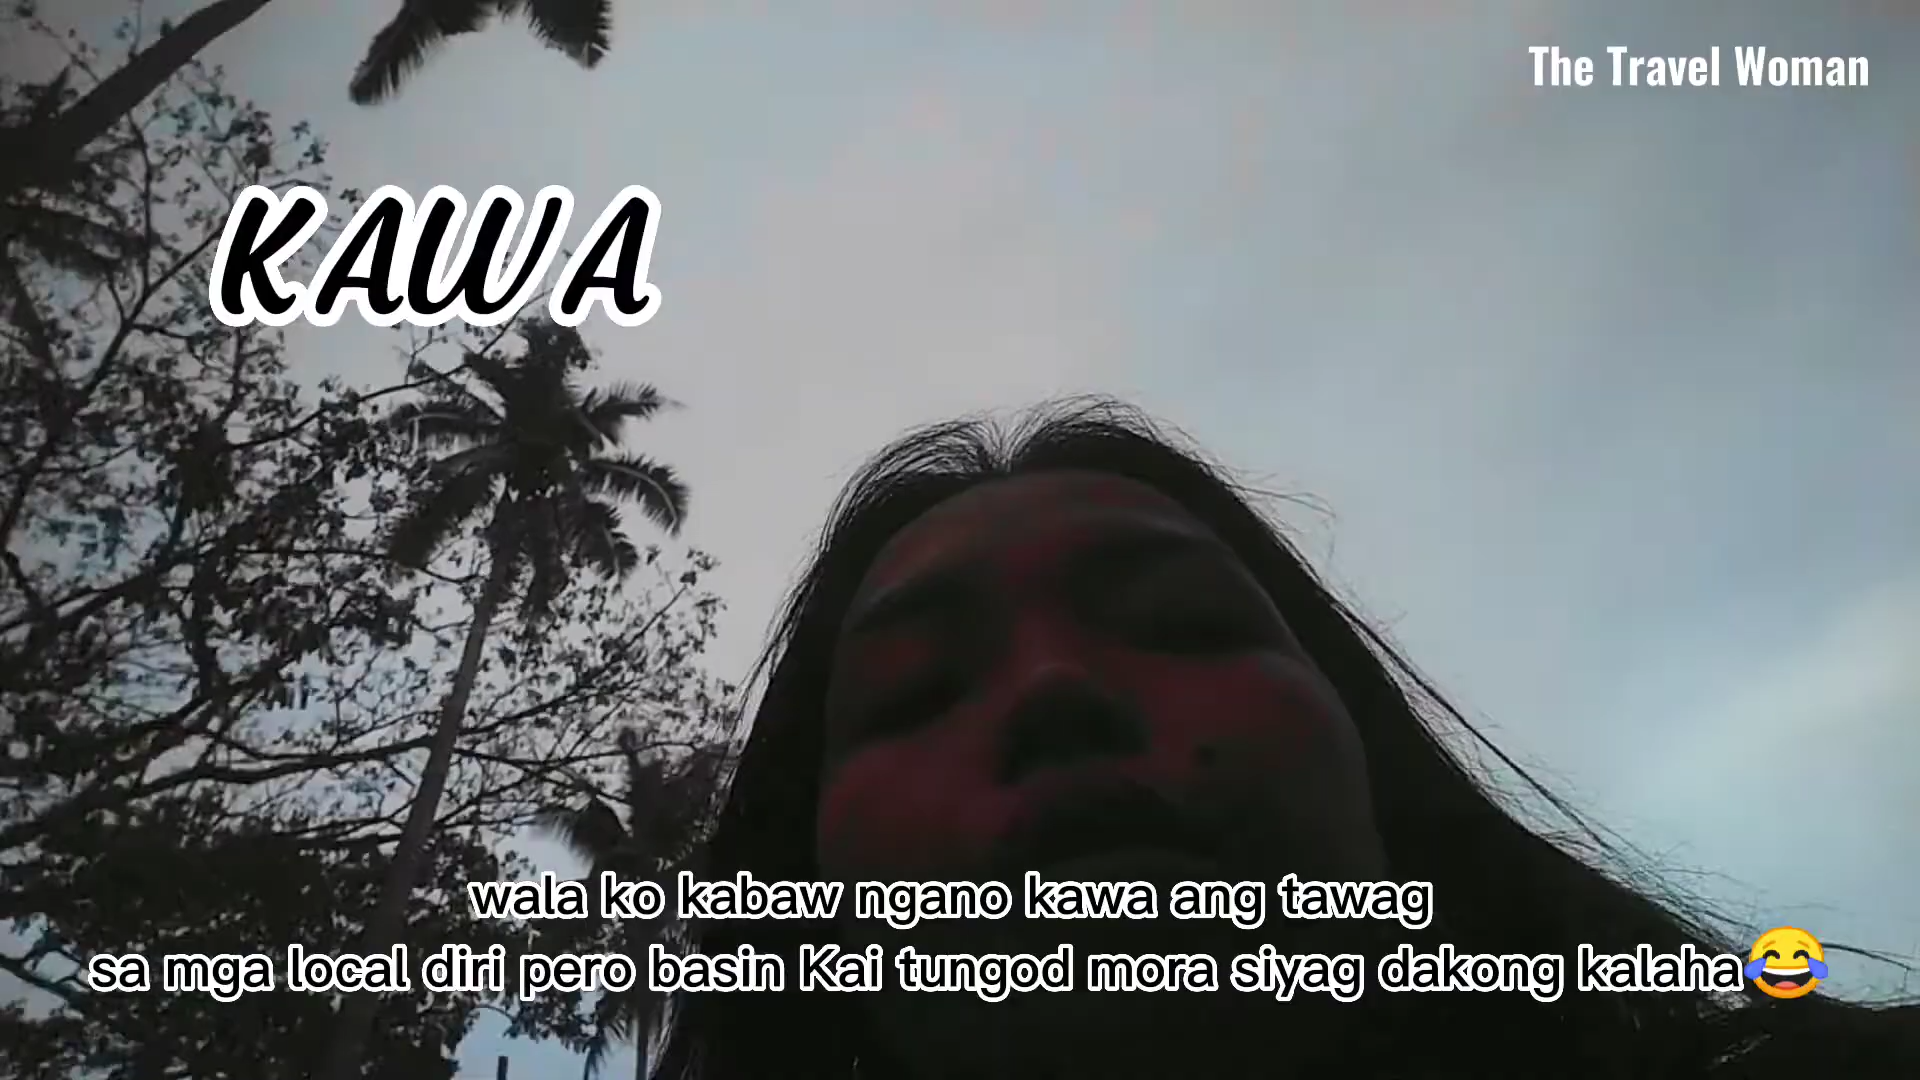 The Travel Woman
KAWA
wala ko kabaw ngano kawa ang tawag
sa mga local diri pero basin Kai tungod mora siyag dakong kalaha😂